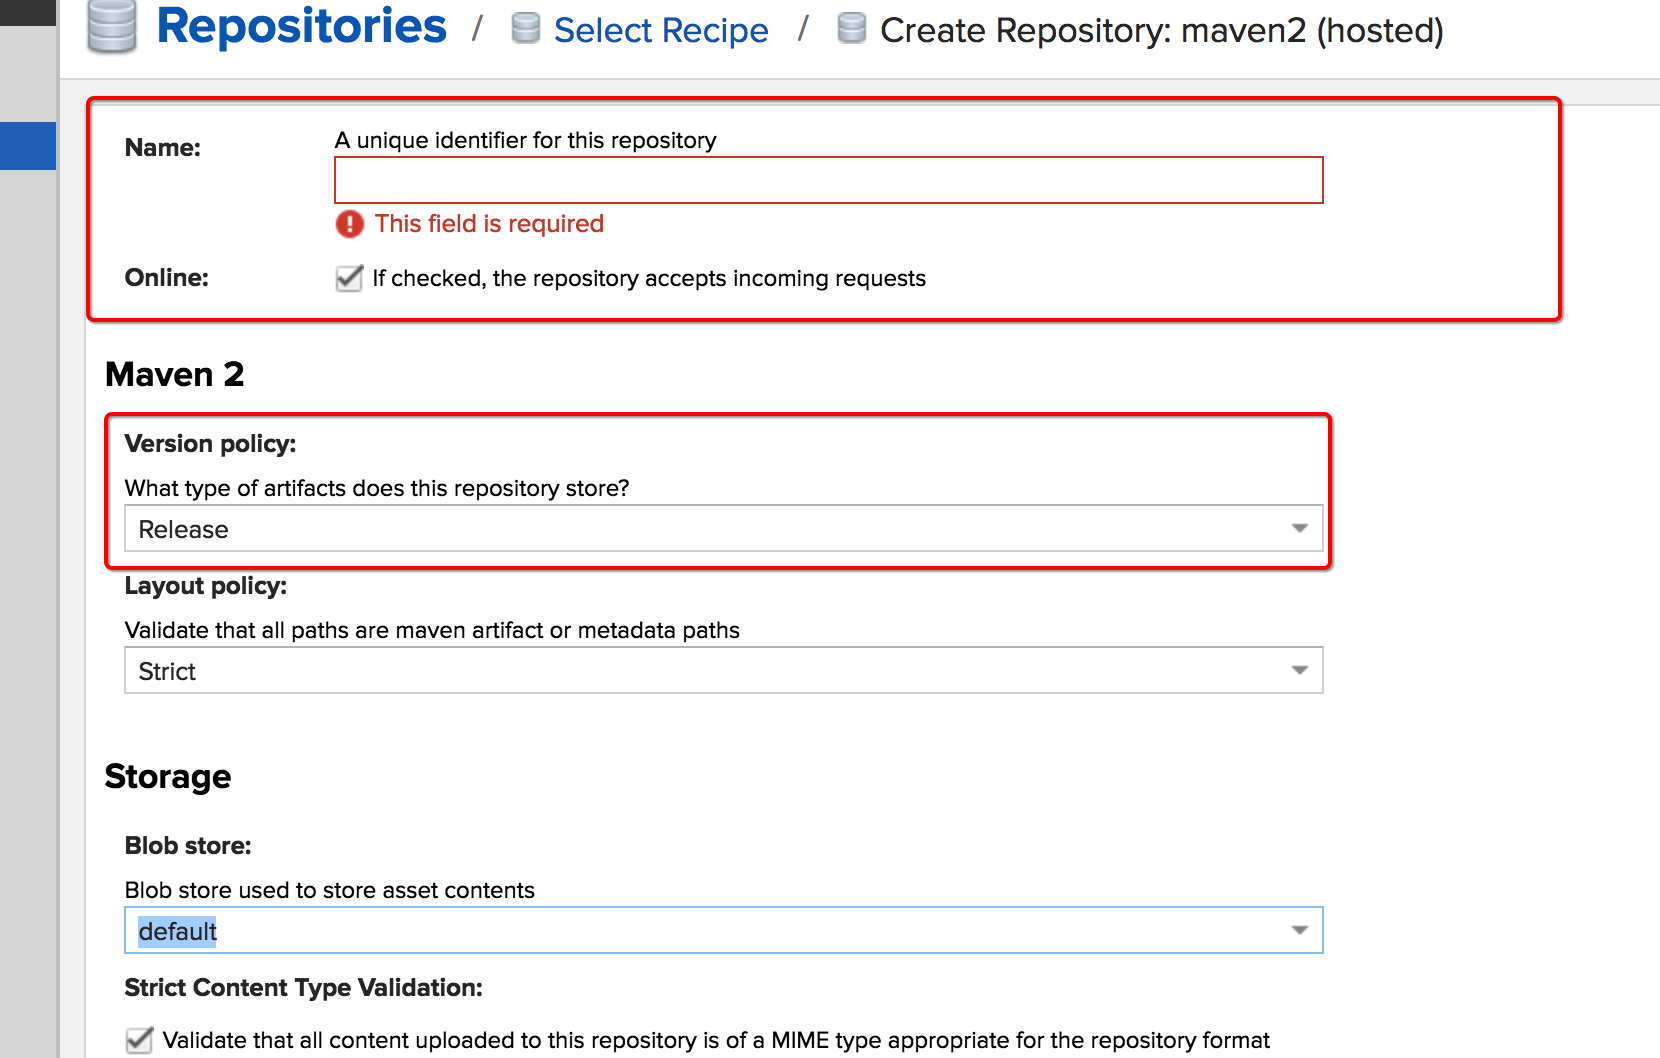 Repositories / Select Recipe / Create Repository: maven2 (hosted)
Name:
A unique identifier for this repository
This field is required
Online:
If checked, the repository accepts incoming requests
Maven 2
Version policy:
What type of artifacts does this repository store?
Release
Layout policy:
Validate that all paths are maven artifact or metadata paths
Strict
Storage
Blob store:
Blob store used to store asset contents
default
Strict Content Type Validation:
Validate that all content uploaded to this repository is of a MIME type appropriate for the repository format